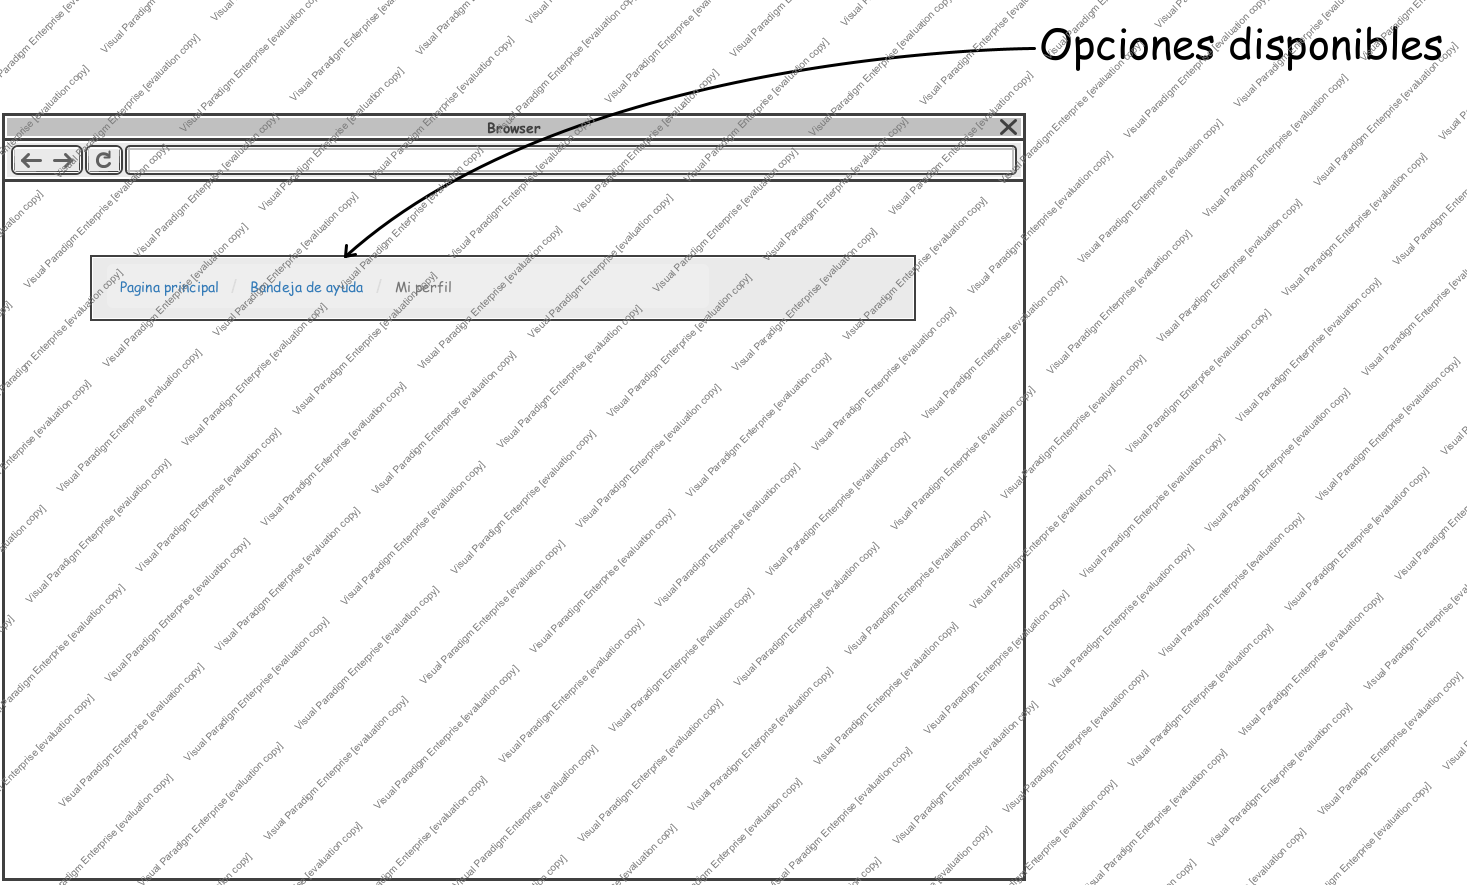 Opciones disponibles
Browser
Pagina principal / Bandeja de ayuda / Mi perfil
Visual Paradigm Enterprise [evaluation copy]